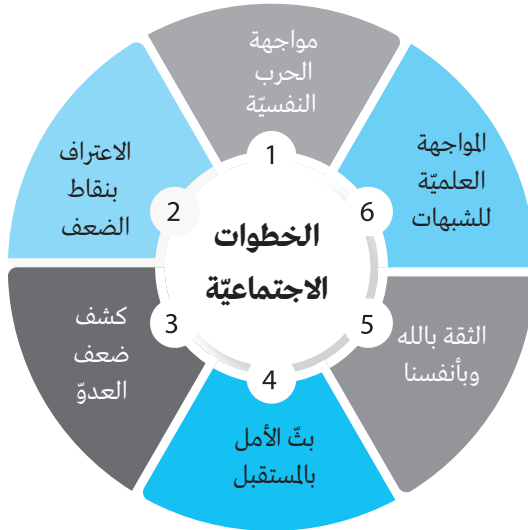 الخطوات
الاجتماعيّة
1
مواجهة
الحرب
النفسيّة
2
الاعتراف
بنقاط
الضعف
3
كشف
ضعف
العدوّ
4
بثّ الأمل
بالمستقبل
5
الثقة بالله
وبأنفسنا
6
المواجهة
العلميّة
للشبهات